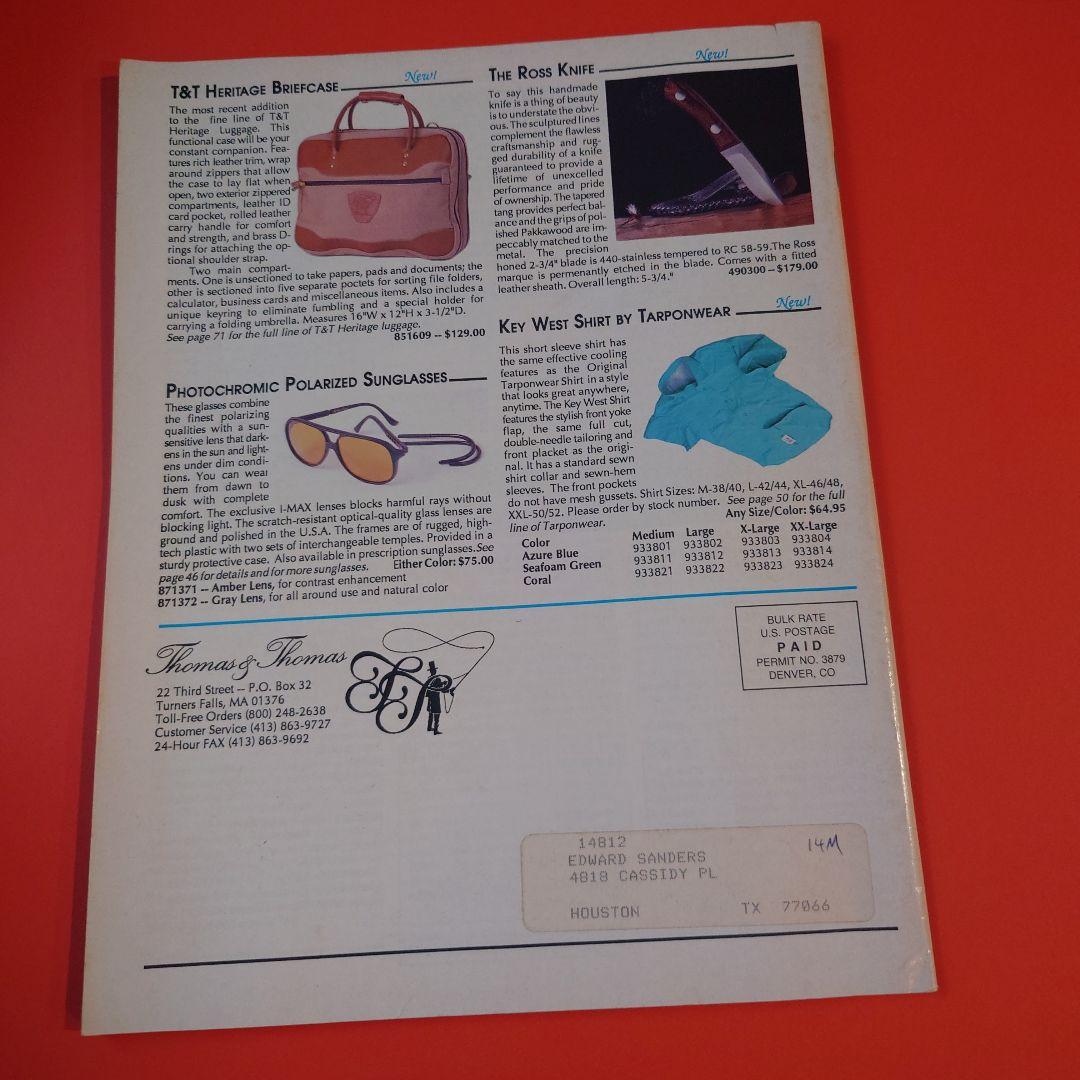 T&T HERITAGE BRIEFCASE
New!
The most recent addition
to the fine line of T&T
Heritage Luggage. This
functional case will be your
constant companion. Fea-
tures rich leather trim, wrap
around zippers that allow
the case to lay flat when
open, two exterior zippered
compartments, leather ID
card pocket, rolled leather
carry handle for comfort
and strength, and brass D-
rings for attaching the op-
tional shoulder strap.
Two main compart-
ments. One is unsectioned to take papers, pads and documents; the
other is sectioned into five separate poctets for sorting file folders,
calculator, business cards and miscellaneous items. Also includes a
unique keyring to eliminate fumbling and a special holder for
carrying a folding umbrella. Measures 16"W x 12"H x 3-1/2"D.
See page 71 for the full line of T&T Heritage luggage.
851609 -- $129.00
PHOTOCHROMIC POLARIZED SUNGLASSES
These glasses combine
the finest polarizing
qualities with a sun-
sensitive lens that dark-
ens in the sun and light-
ens under dim condi-
tions. You can wear
them from dawn to
dusk with complete
comfort. The exclusive I-MAX lenses blocks harmful rays without
blocking light. The scratch-resistant optical-quality glass lenses are
ground and polished in the U.S.A. The frames are of rugged, high-
tech plastic with two sets of interchangeable temples. Provided in a
sturdy protective case. Also available in prescription sunglasses. See
page 46 for details and for more sunglasses. Either Color: $75.00
871371 -- Amber Lens, for contrast enhancement
871372 -- Gray Lens, for all around use and natural color
THE ROSS KNIFE
New!
To say this handmade
knife is a thing of beauty
is to understate the obvi-
ous. The sculptured lines
complement the flawless
craftsmanship and rug-
ged durability of a knife
guaranteed to provide a
lifetime of unexcelled
performance and pride
of ownership. The tapered
tang provides perfect bal-
ance and the grips of pol-
ished Pakkawood are im-
peccably matched to the
metal. The precision
honed 2-3/4" blade is 440-stainless tempered to RC 58-59. The Ross
marque is permenantly etched in the blade. Comes with a fitted
leather sheath. Overall length: 5-3/4."
490300 -- $179.00
New!
KEY WEST SHIRT BY TARPONWEAR
This short sleeve shirt has
the same effective cooling
features as the Original
Tarponwear Shirt in a style
that looks great anywhere,
anytime. The Key West Shirt
features the stylish front yoke
flap, the same full cut,
double-needle tailoring and
front placket as the origi-
nal. It has a standard sewn
shirt collar and sewn-hem
sleeves. The front pockets
do not have mesh gussets. Shirt Sizes: M-38/40, L-42/44, XL-46/48,
XXL-50/52. Please order by stock number. See page 50 for the full
line of Tarponwear. Any Size/Color: $64.95
Color Medium Large X-Large XX-Large
Azure Blue 933801 933802 933803 933804
Seafoam Green 933811 933812 933813 933814
Coral 933821 933822 933823 933824
Thomas & Thomas
22 Third Street -- P.O. Box 32
Turners Falls, MA 01376
Toll-Free Orders (800) 248-2638
Customer Service (413) 863-9727
24-Hour FAX (413) 863-9692
BULK RATE
U.S. POSTAGE
PAID
PERMIT NO. 3879
DENVER, CO
14812 14M
EDWARD SANDERS
4818 CASSIDY PL
HOUSTON TX 77066